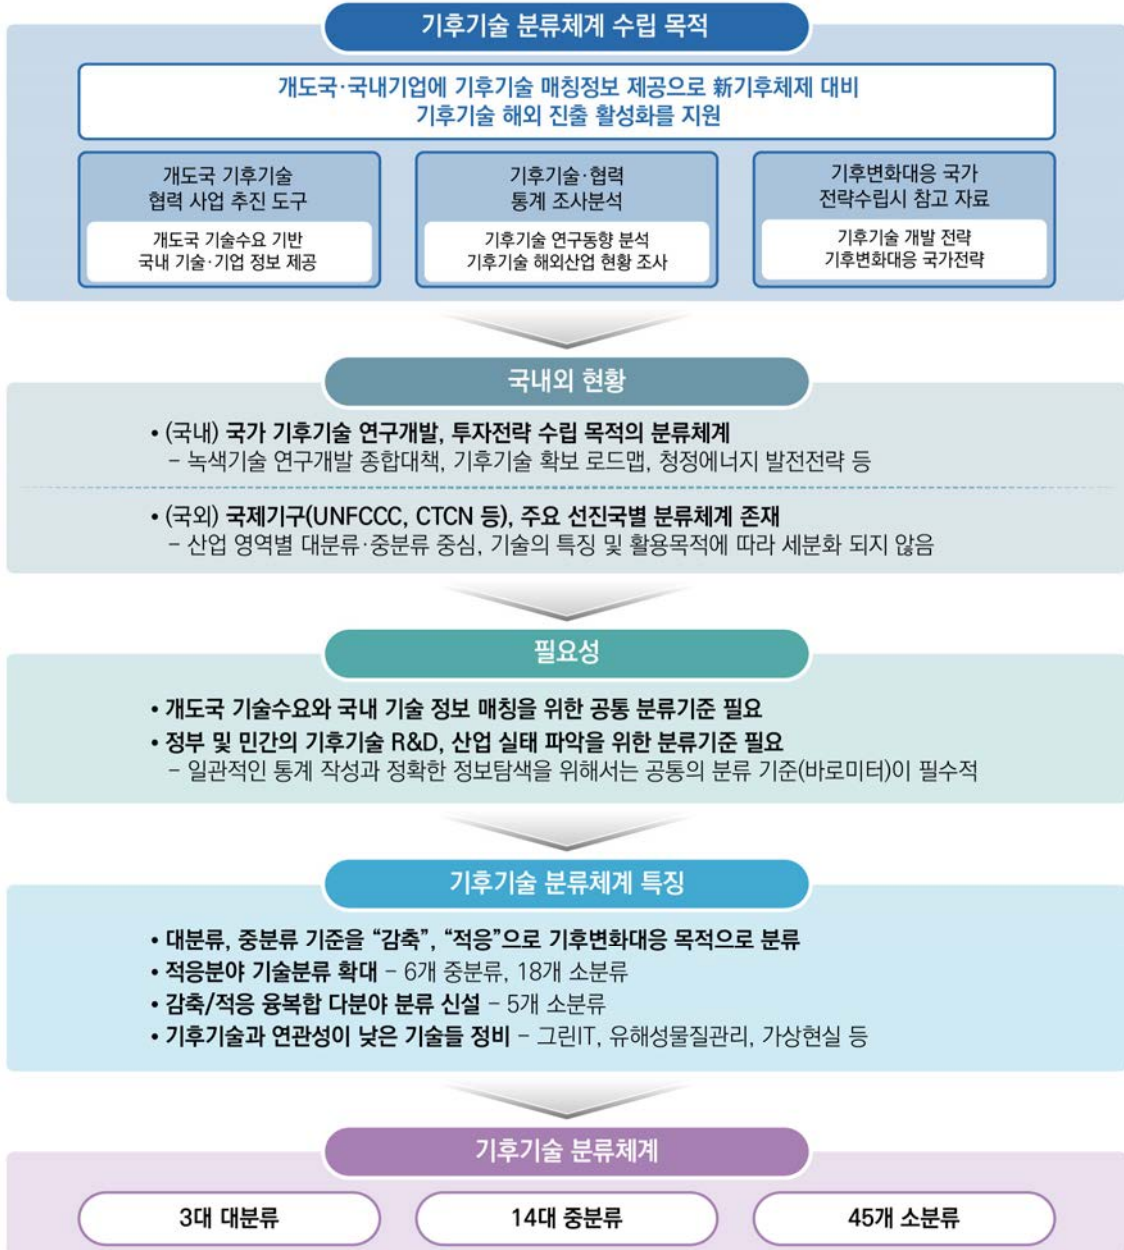 기후기술 분류체계 수립 목적
개도국·국내기업에 기후기술 매칭정보 제공으로 新기후체제 대비
기후기술 해외 진출 활성화를 지원
개도국 기후기술
협력 사업 추진 도구
개도국 기술수요 기반
국내 기술·기업 정보 제공
기후기술·협력
통계 조사분석
기후기술 연구동향 분석
기후기술 해외산업 현황 조사
기후변화대응 국가
전략수립시 참고 자료
기후기술 개발 전략
기후변화대응 국가전략
국내외 현황
• (국내) 국가 기후기술 연구개발, 투자전략 수립 목적의 분류체계
– 녹색기술 연구개발 종합대책, 기후기술 확보 로드맵, 청정에너지 발전전략 등
• (국외) 국제기구(UNFCCC, CTCN 등), 주요 선진국별 분류체계 존재
– 산업 영역별 대분류·중분류 중심, 기술의 특징 및 활용목적에 따라 세분화 되지 않음
필요성
• 개도국 기술수요와 국내 기술 정보 매칭을 위한 공통 분류기준 필요
• 정부 및 민간의 기후기술 R&D, 산업 실태 파악을 위한 분류기준 필요
– 일관적인 통계 작성과 정확한 정보탐색을 위해서는 공통의 분류 기준(바로미터)이 필수적
기후기술 분류체계 특징
• 대분류, 중분류 기준을 “감축”, “적응”으로 기후변화대응 목적으로 분류
• 적응분야 기술분류 확대 – 6개 중분류, 18개 소분류
• 감축/적응 융복합 다분야 분류 신설 – 5개 소분류
• 기후기술과 연관성이 낮은 기술들 정비 – 그린IT, 유해성물질관리, 가상현실 등
기후기술 분류체계
3대 대분류
14대 중분류
45개 소분류